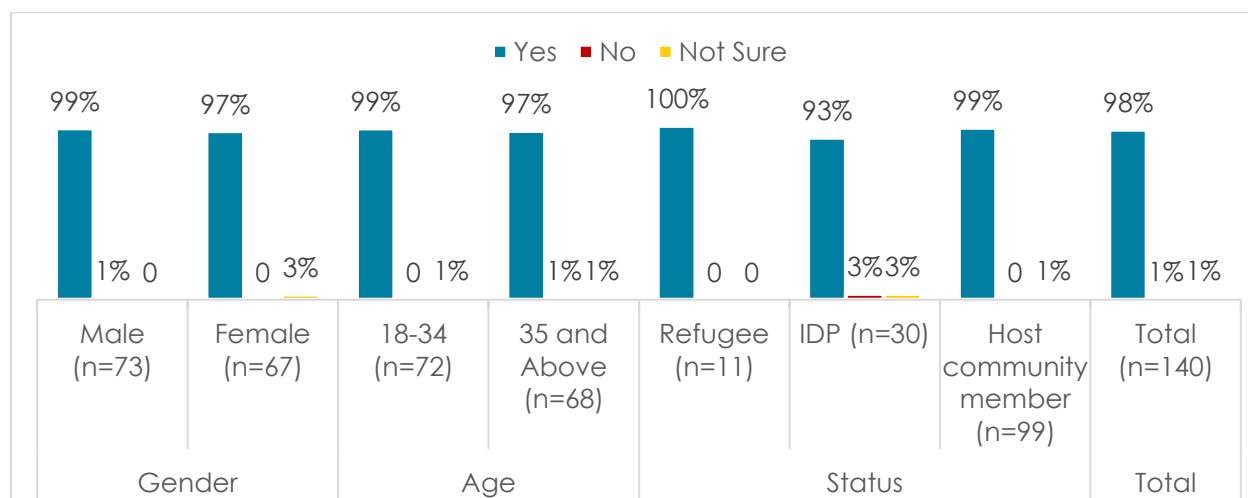 Yes No Not Sure
99% 97% 99% 97% 100% 93% 99% 98%
1% 0 0 3% 0 1% 1% 1% 0 0 3% 3% 0 1% 1% 1%
Male Female 18-34 35 and Refugee IDP (n=30) Host Total
(n=73) (n=67) (n=72) Above (n=11) community (n=140)
(n=68) member
(n=99)
Gender Age Status Total